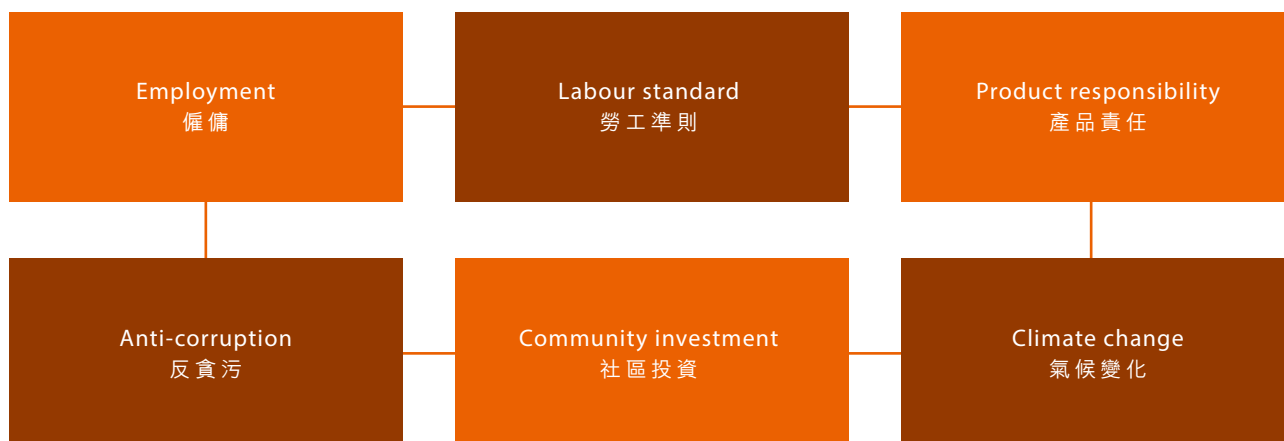 Employment
僱傭
Labour standard
勞工準則
Product responsibility
產品責任
Anti-corruption
反貪污
Community investment
社區投資
Climate change
氣候變化